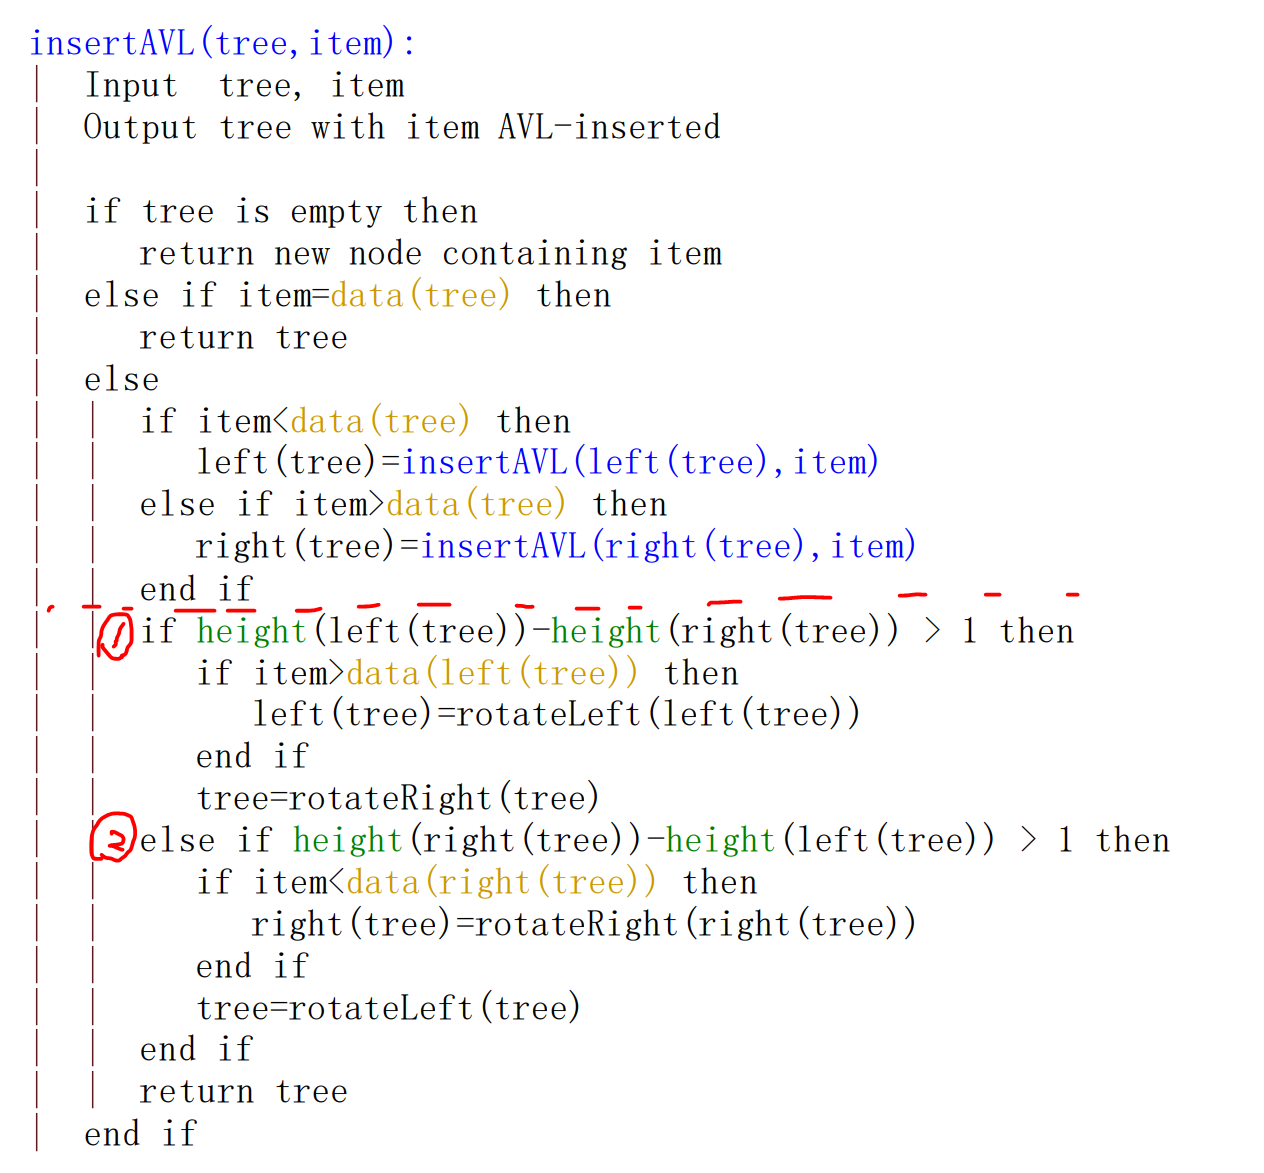 insertAVL(tree,item):
Input  tree, item
Output tree with item AVL-inserted
if tree is empty then
return new node containing item
else if item=data(tree) then
return tree
else
if item<data(tree) then
left(tree)=insertAVL(left(tree),item)
else if item>data(tree) then
right(tree)=insertAVL(right(tree),item)
end if
① if height(left(tree))-height(right(tree)) > 1 then
if item>data(left(tree)) then
left(tree)=rotateLeft(left(tree))
end if
tree=rotateRight(tree)
② else if height(right(tree))-height(left(tree)) > 1 then
if item<data(right(tree)) then
right(tree)=rotateRight(right(tree))
end if
tree=rotateLeft(tree)
end if
return tree
end if